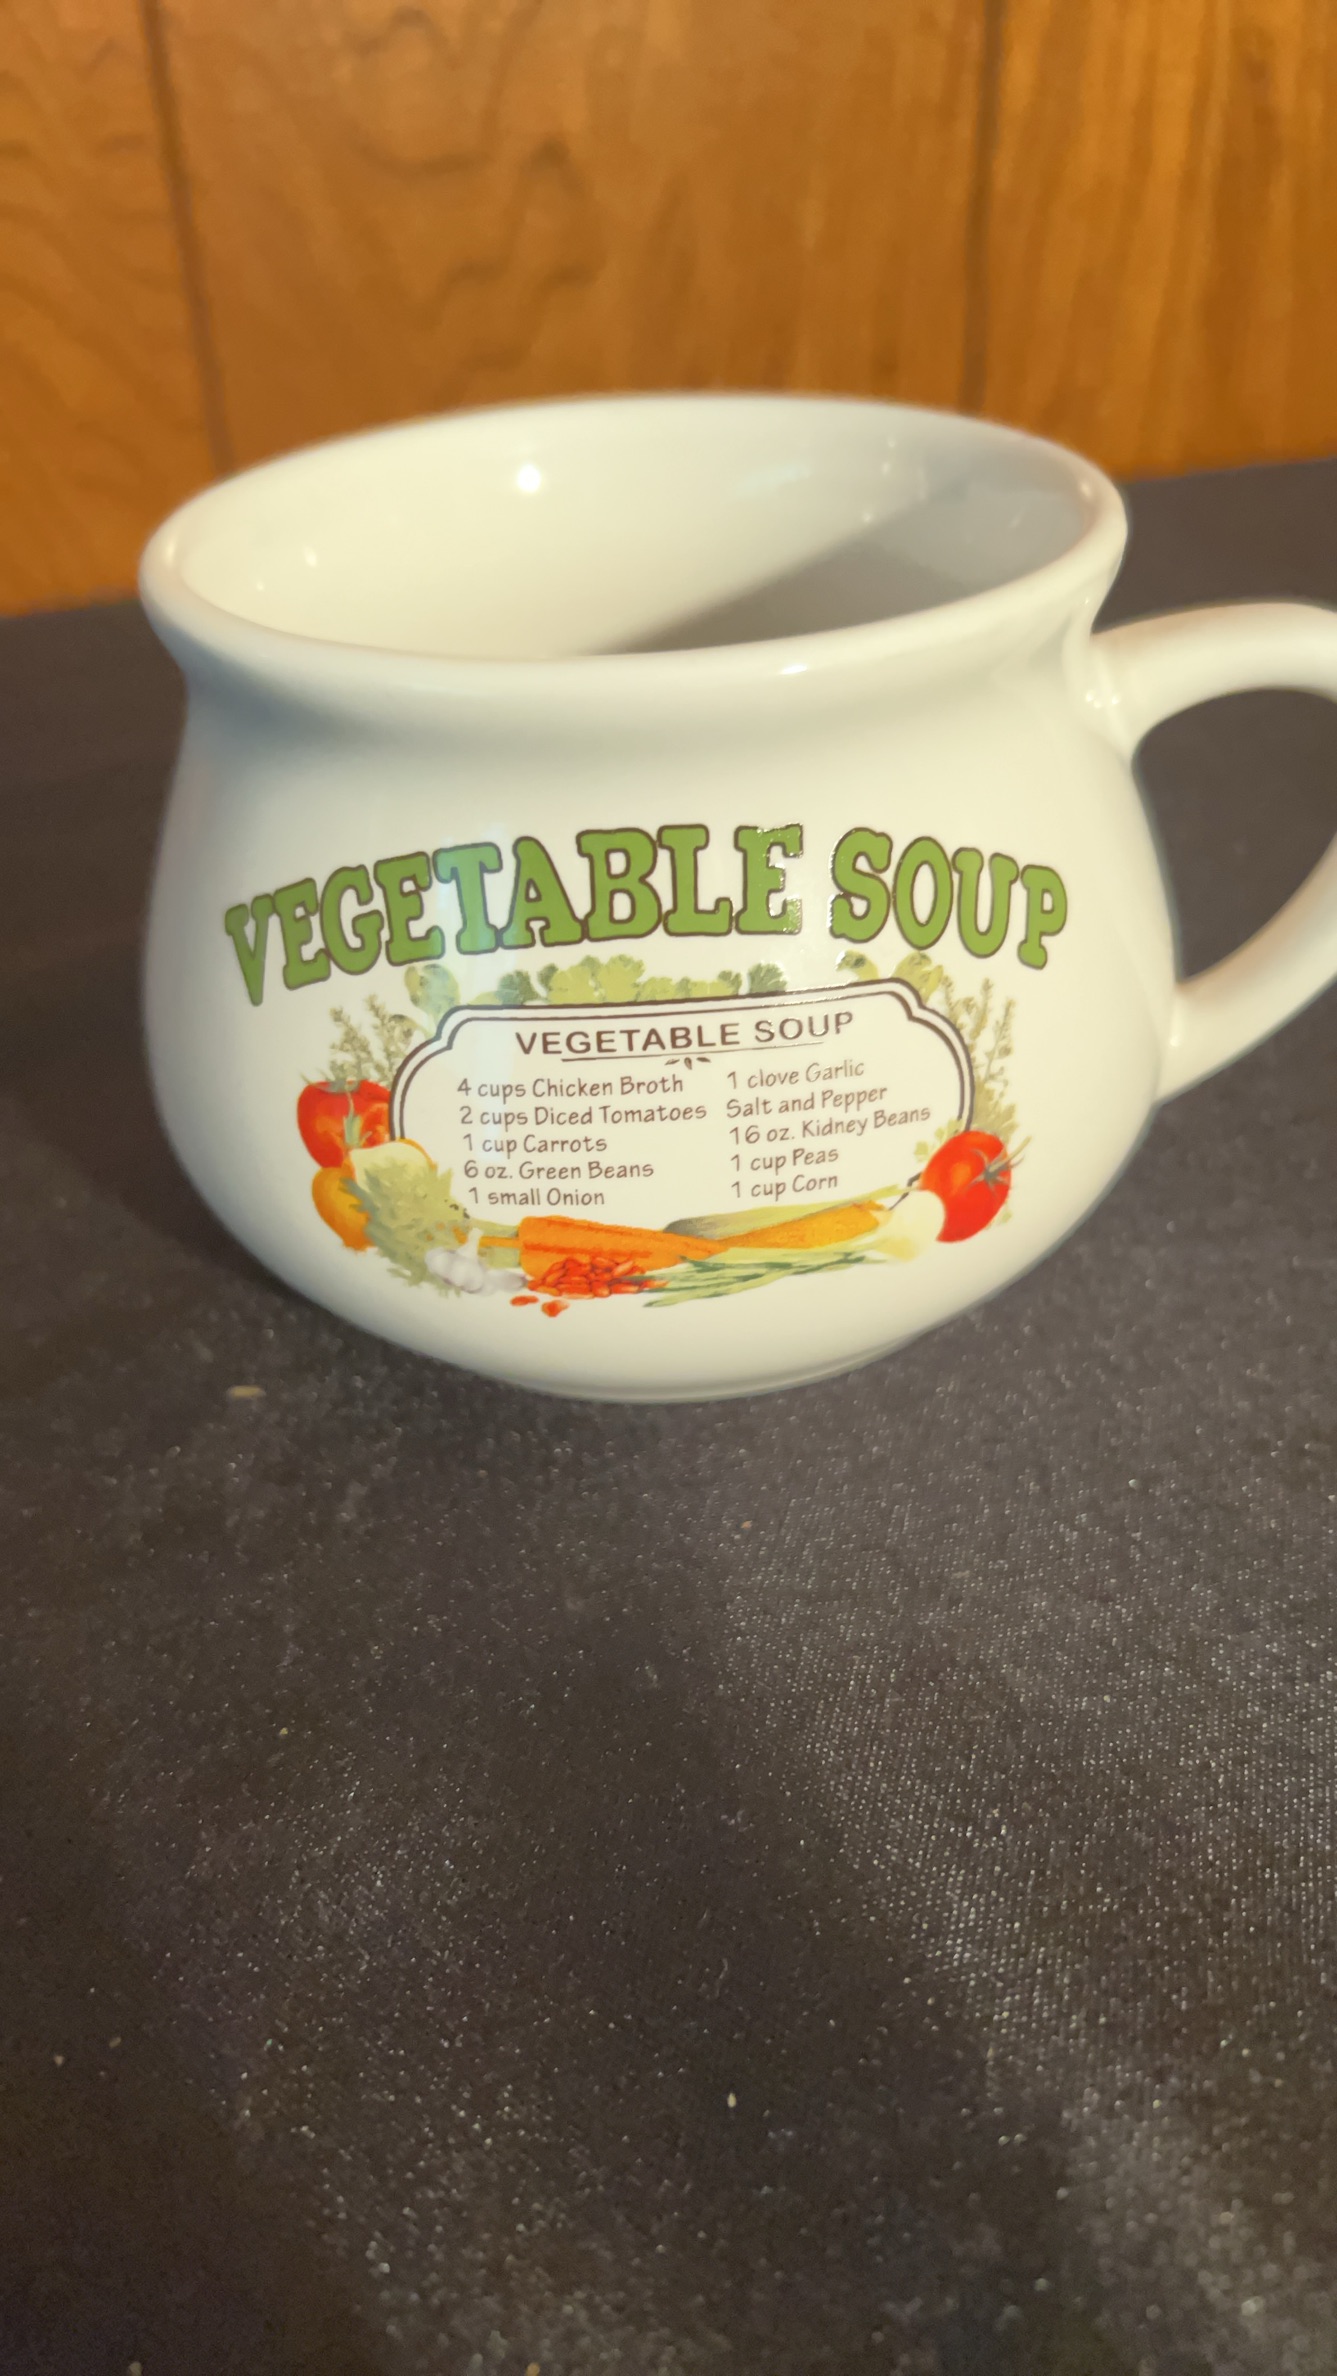 VEGETABLE SOUP
VEGETABLE SOUP
4 cups Chicken Broth
2 cups Diced Tomatoes
1 cup Carrots
6 oz. Green Beans
1 small Onion
1 clove Garlic
Salt and Pepper
16 oz. Kidney Beans
1 cup Peas
1 cup Corn